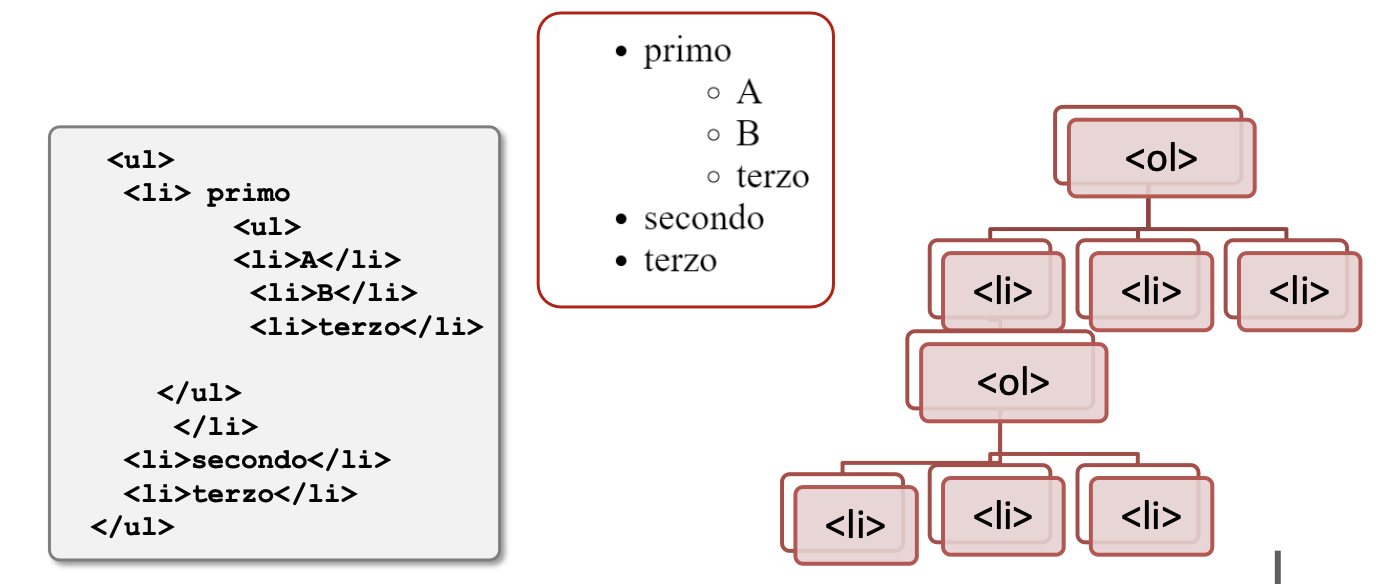 <ul>
<li> primo
<ul>
<li>A</li>
<li>B</li>
<li>terzo</li>
</ul>
</li>
<li>secondo</li>
<li>terzo</li>
</ul>
• primo
○ A
○ B
○ terzo
• secondo
• terzo
<ol>
<li> <li> <li>
<ol>
<li> <li> <li>